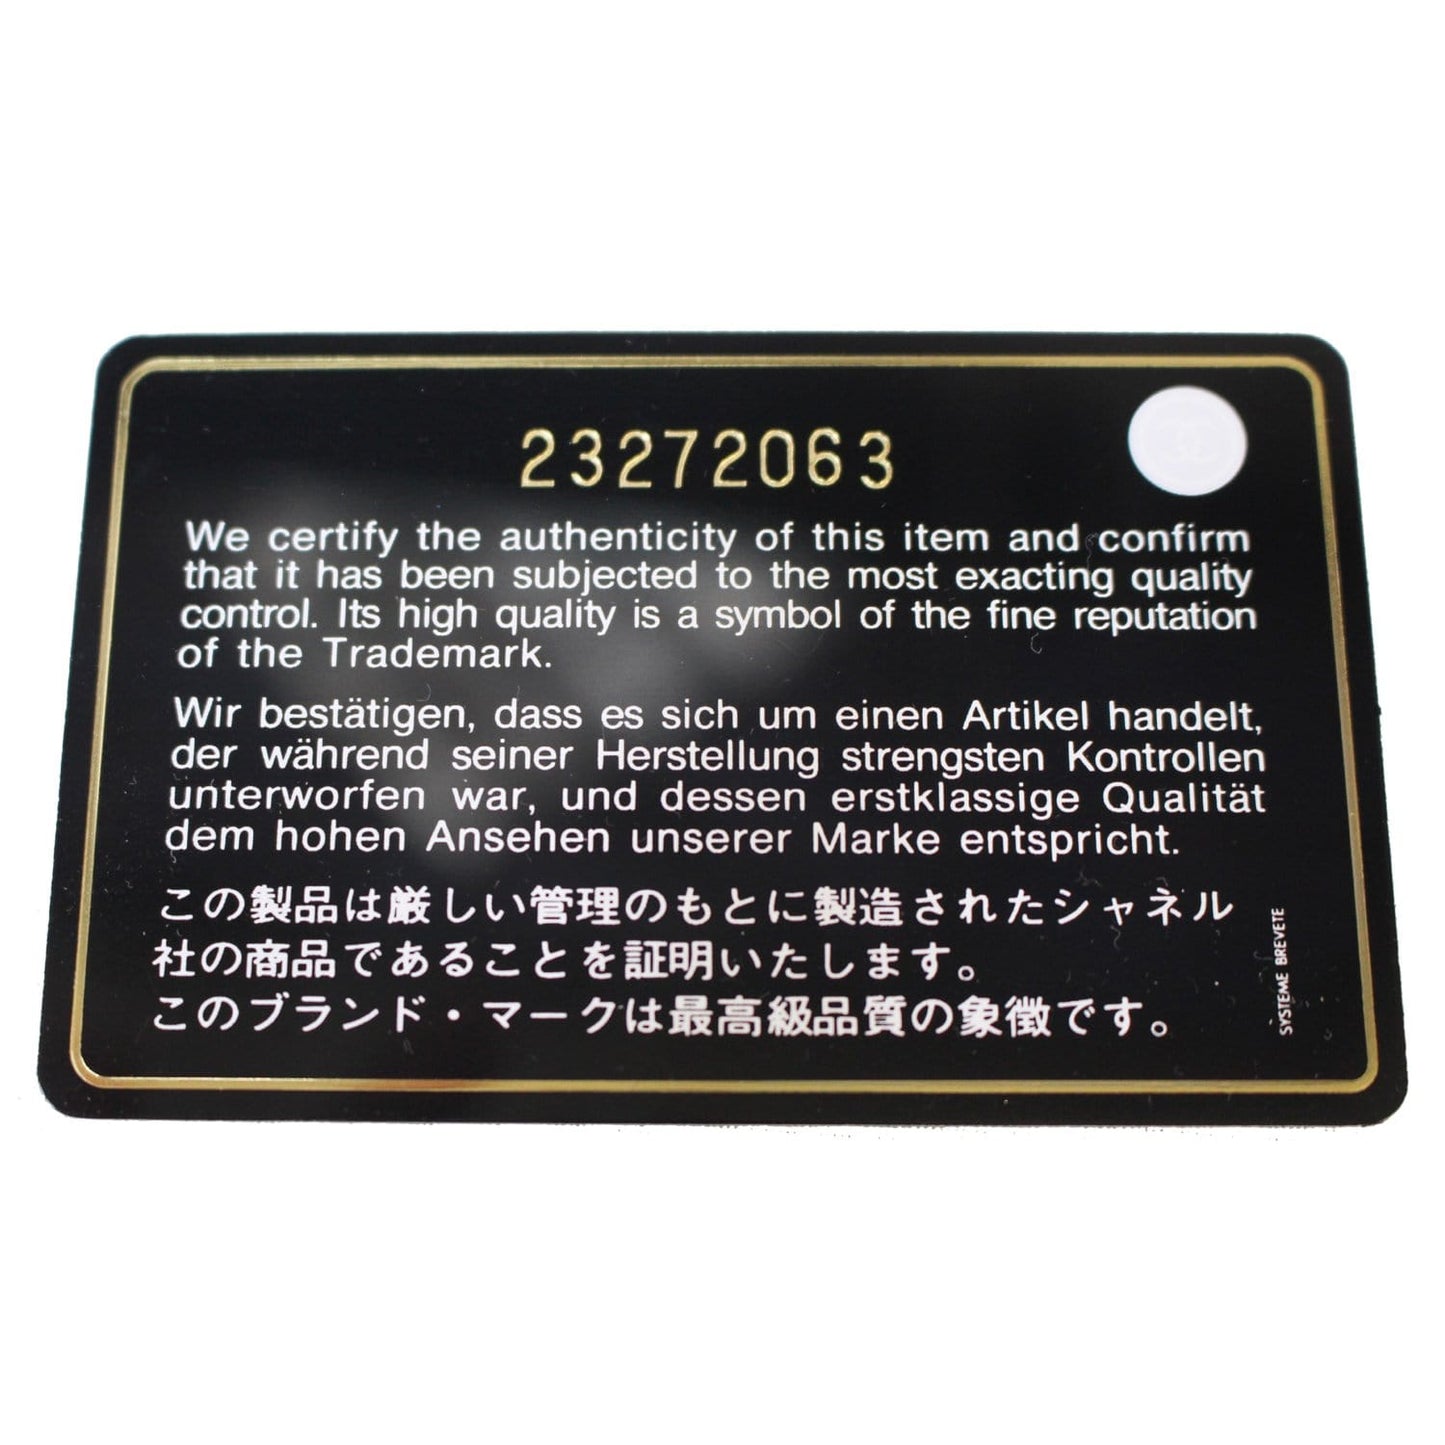 23272063
We certify the authenticity of this item and confirm
that it has been subjected to the most exacting quality
control. Its high quality is a symbol of the fine reputation
of the Trademark.
Wir bestätigen, dass es sich um einen Artikel handelt,
der während seiner Herstellung strengsten Kontrollen
unterworfen war, und dessen erstklassige Qualität
dem hohen Ansehen unserer Marke entspricht.
この製品は厳しい管理のもとに製造されたシャネル
社の商品であることを証明いたします。
このブランド・マークは最高級品質の象徴です。
SYSTEME BREVETE